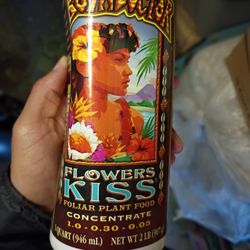 FLOWERS
KISS
FOLIAR PLANT FOOD
CONCENTRATE
1.0 - 0.30 - 0.05
1 QUART (946 mL) NET WT 2 LB (907 g)